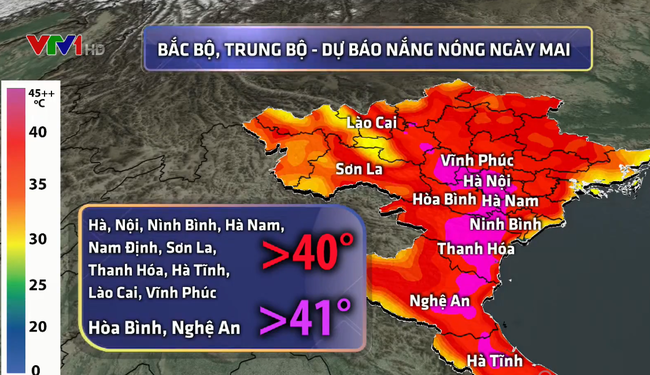 VTV1 HD
BẮC BỘ, TRUNG BỘ - DỰ BÁO NẮNG NÓNG NGÀY MAI
45++
°C
40
35
30
25
20
0
Lào Cai
Sơn La
Vĩnh Phúc
Hà Nội
Hòa Bình Hà Nam
Ninh Bình
Thanh Hóa
Nghệ An
Hà Tĩnh
Hà, Nội, Nình Bình, Hà Nam,
Nam Định, Sơn La,
Thanh Hóa, Hà Tĩnh,
Lào Cai, Vĩnh Phúc
>40°
Hòa Bình, Nghệ An >41°